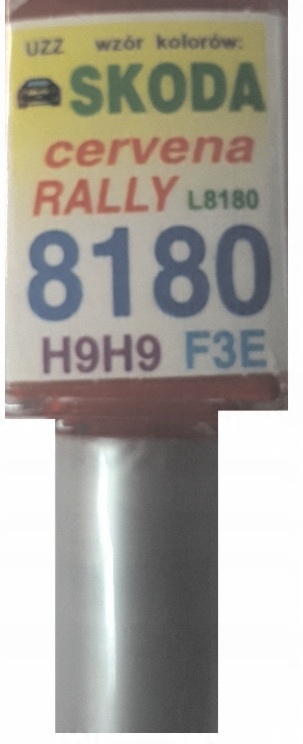 UZZ wzór kolorów:
SKODA
cervena
RALLY L8180
8180
H9H9 F3E